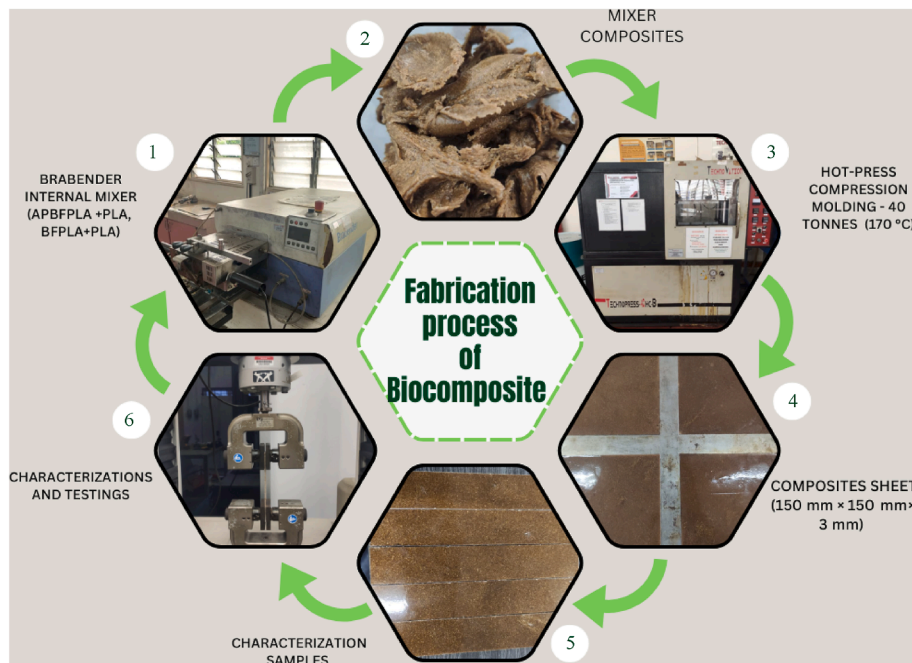 Fabrication
process
of
Biocomposite
1
BRABENDER
INTERNAL MIXER
(APBFPLA +PLA,
BFPLA+PLA)
2
MIXER
COMPOSITES
3
HOT-PRESS
COMPRESSION
MOLDING - 40
TONNES (170 °C)
TECHNOPRESS-
4
COMPOSITES SHEET
(150 mm × 150 mm×
3 mm)
5
CHARACTERIZATION
SAMPLES
6
CHARACTERIZATIONS
AND TESTINGS